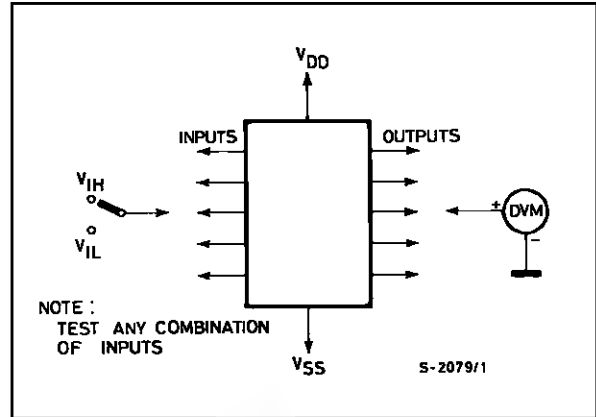 VDD
INPUTS
OUTPUTS
VIH
VIL
+
DVM
-
NOTE :
TEST ANY COMBINATION
OF INPUTS
VSS
S-2079/1